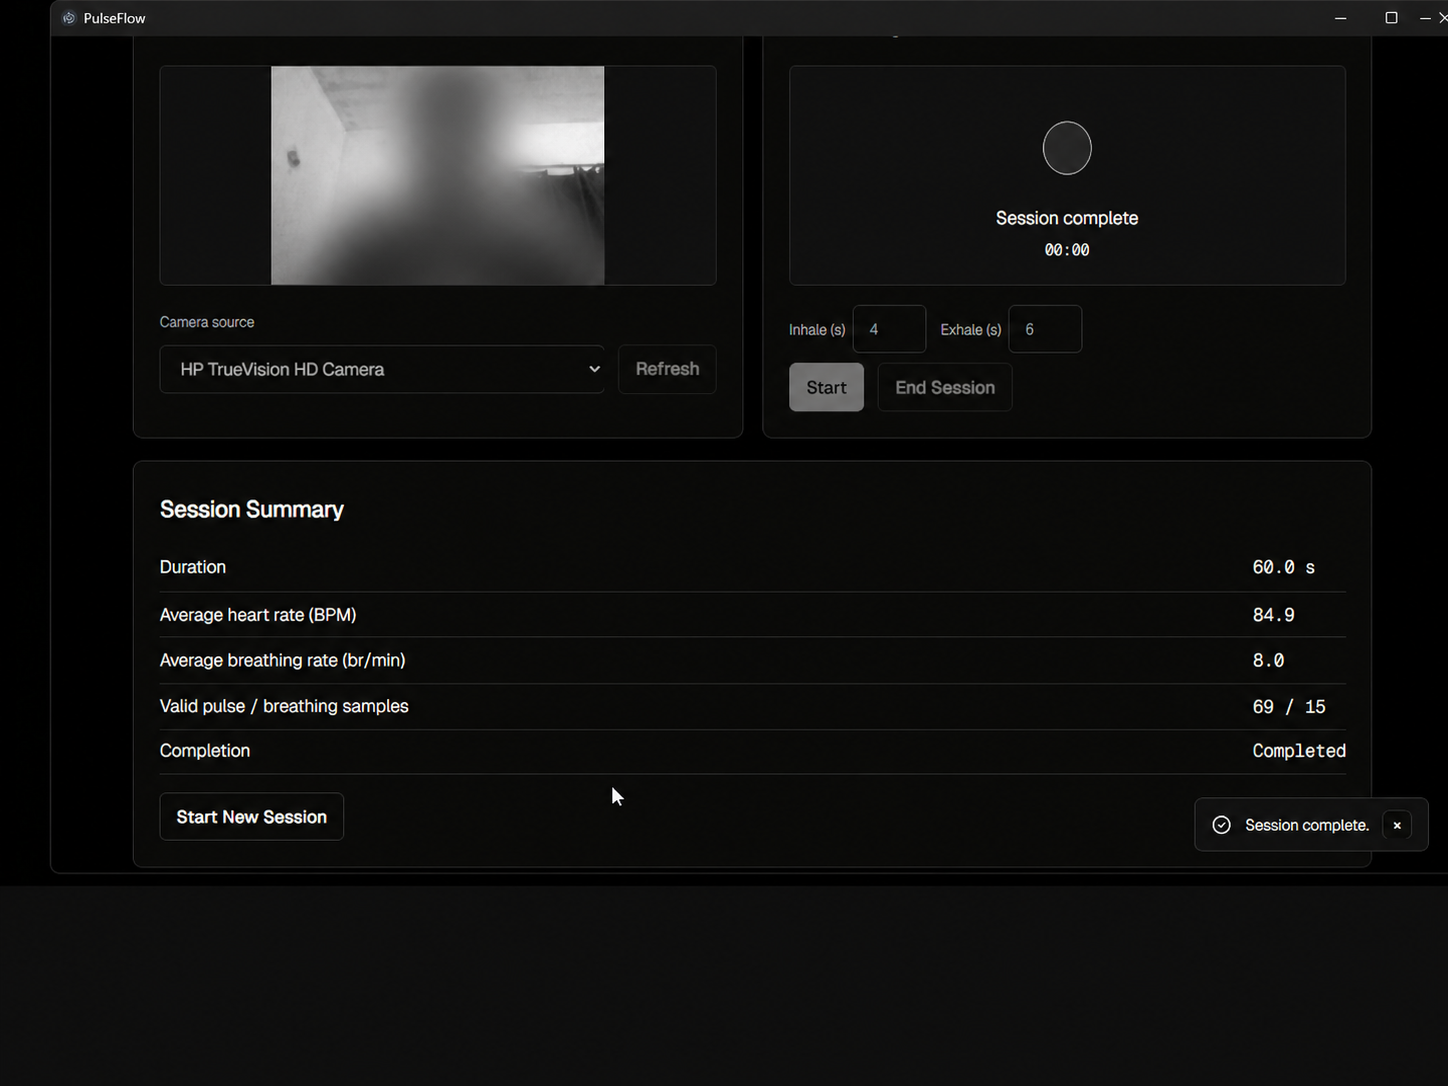 PulseFlow
Camera source
HP TrueVision HD Camera
Refresh
Session complete
00:00
Inhale (s) 4 Exhale (s) 6
Start End Session
Session Summary
Duration 60.0 s
Average heart rate (BPM) 84.9
Average breathing rate (br/min) 8.0
Valid pulse / breathing samples 69 / 15
Completion Completed
Start New Session
Session complete.